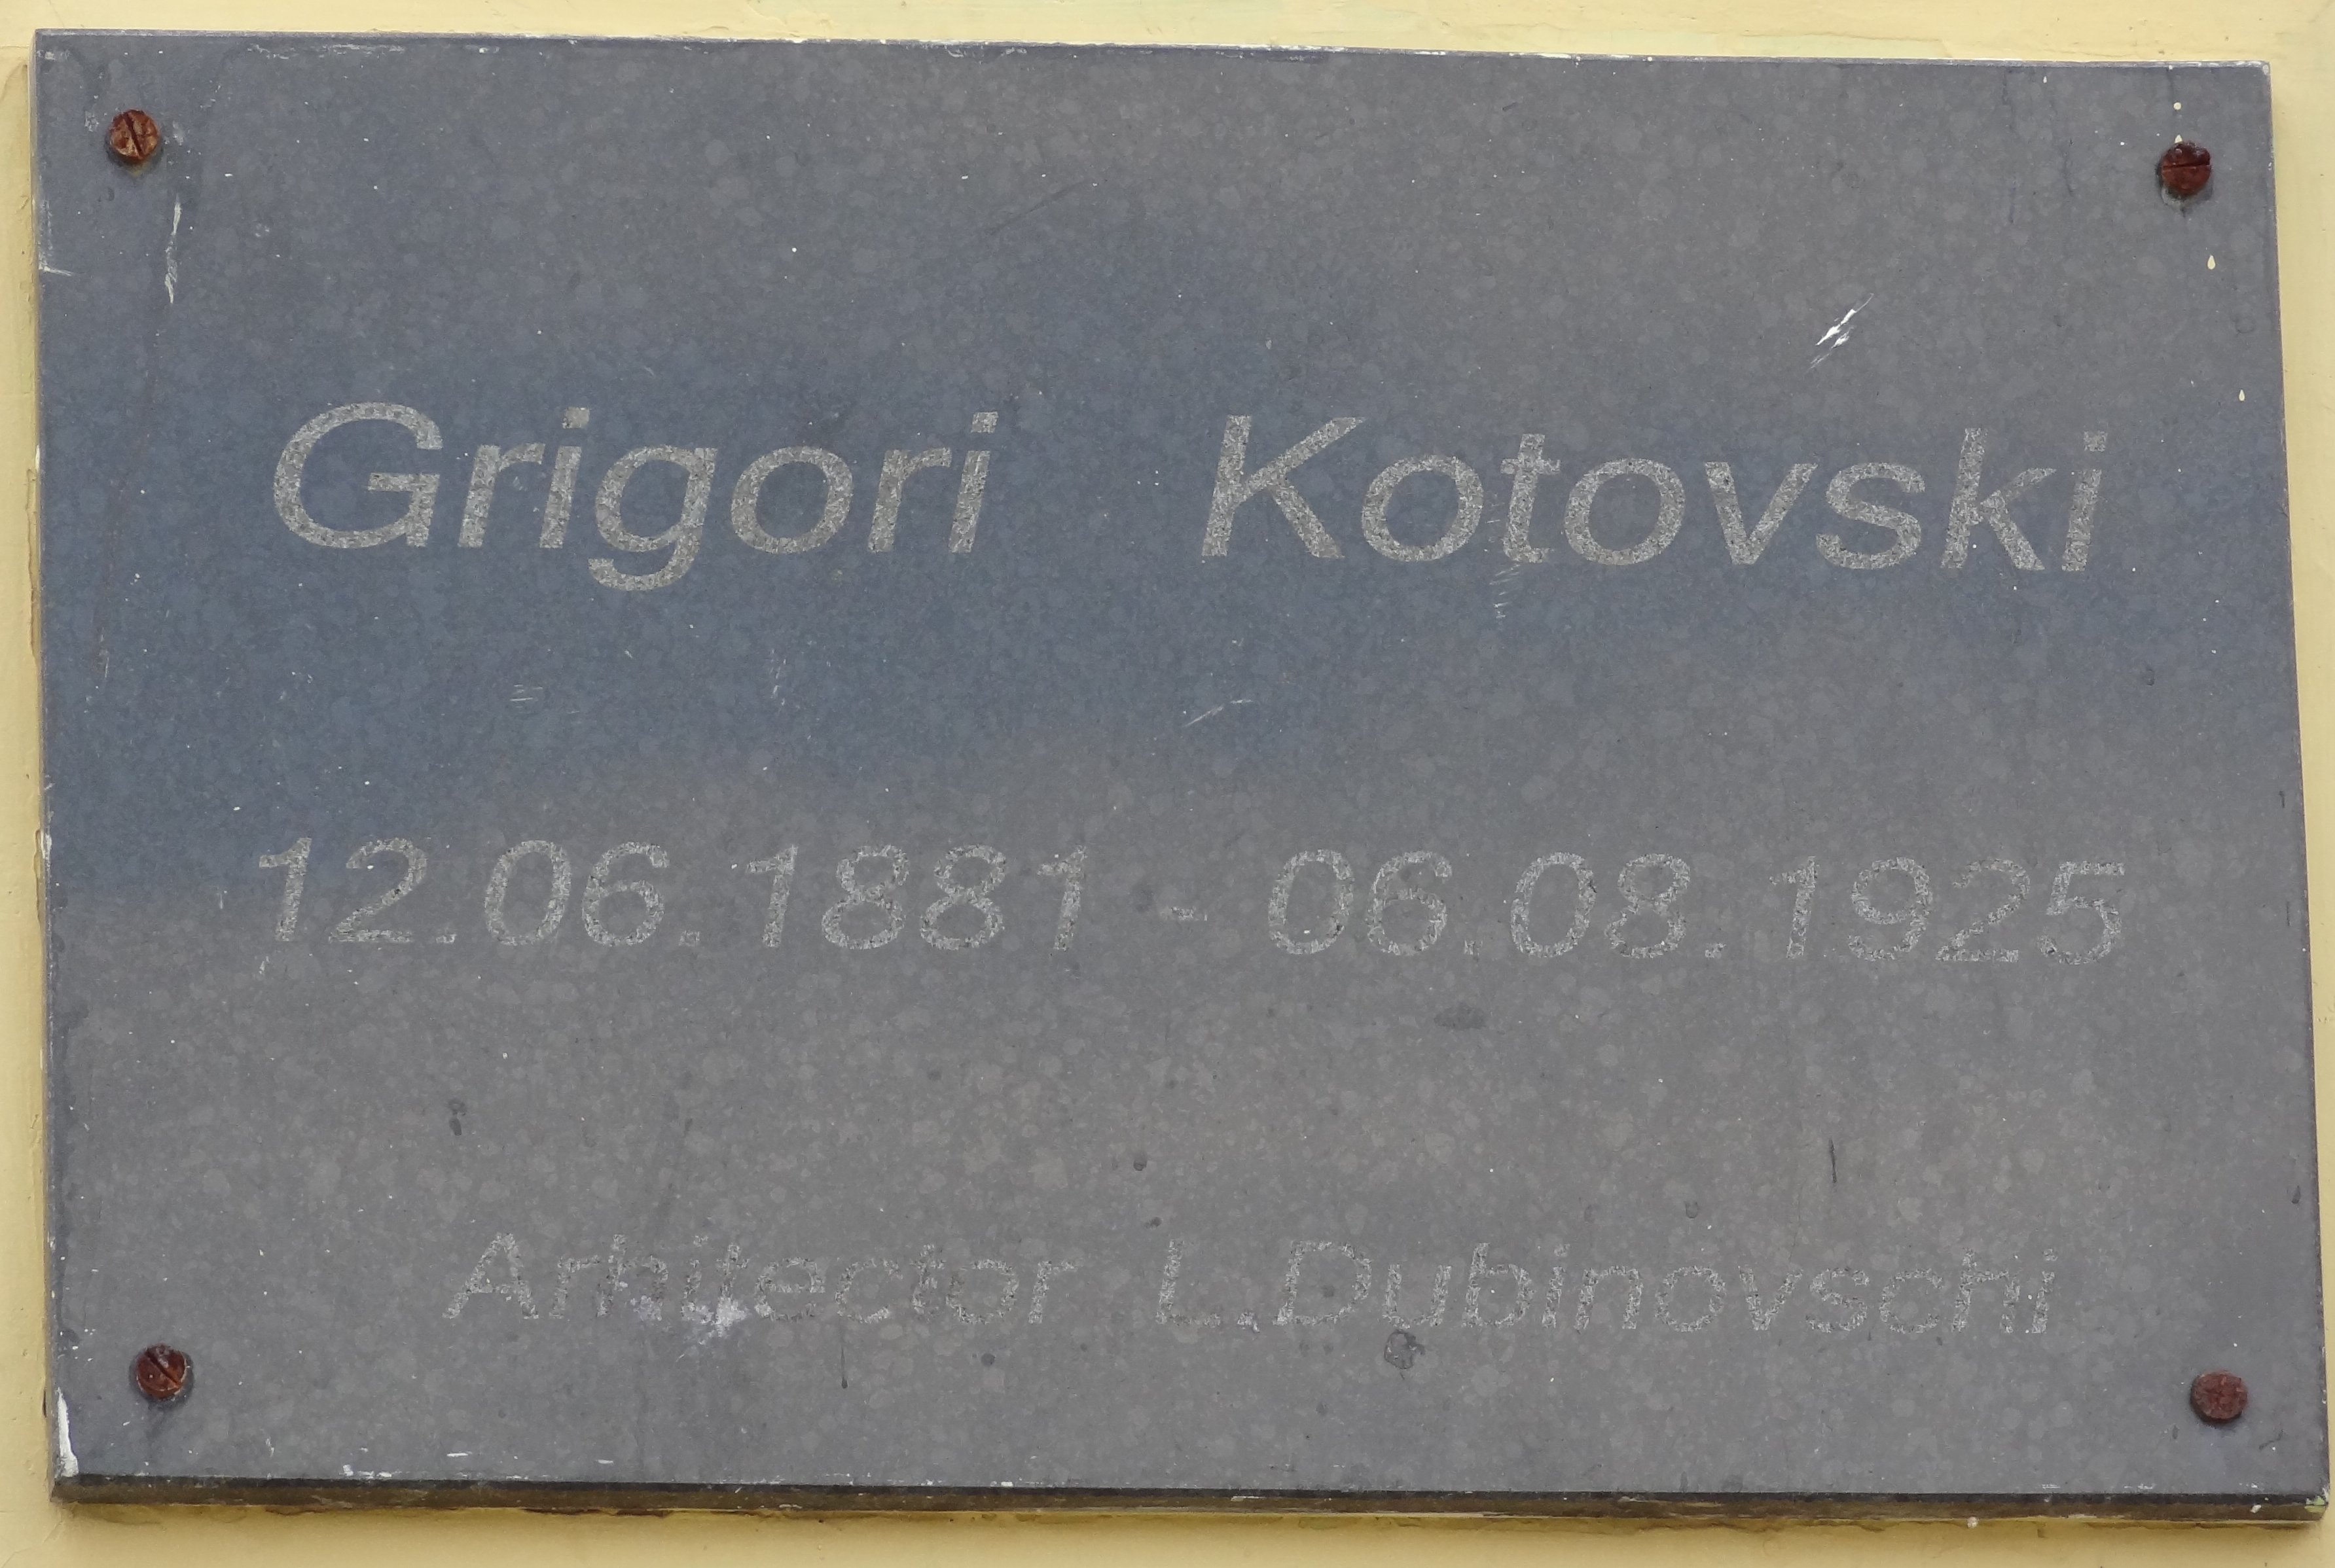 Grigori Kotovski
12.06.1881 - 06.08.1925
Arhitector L.Dubinovschi